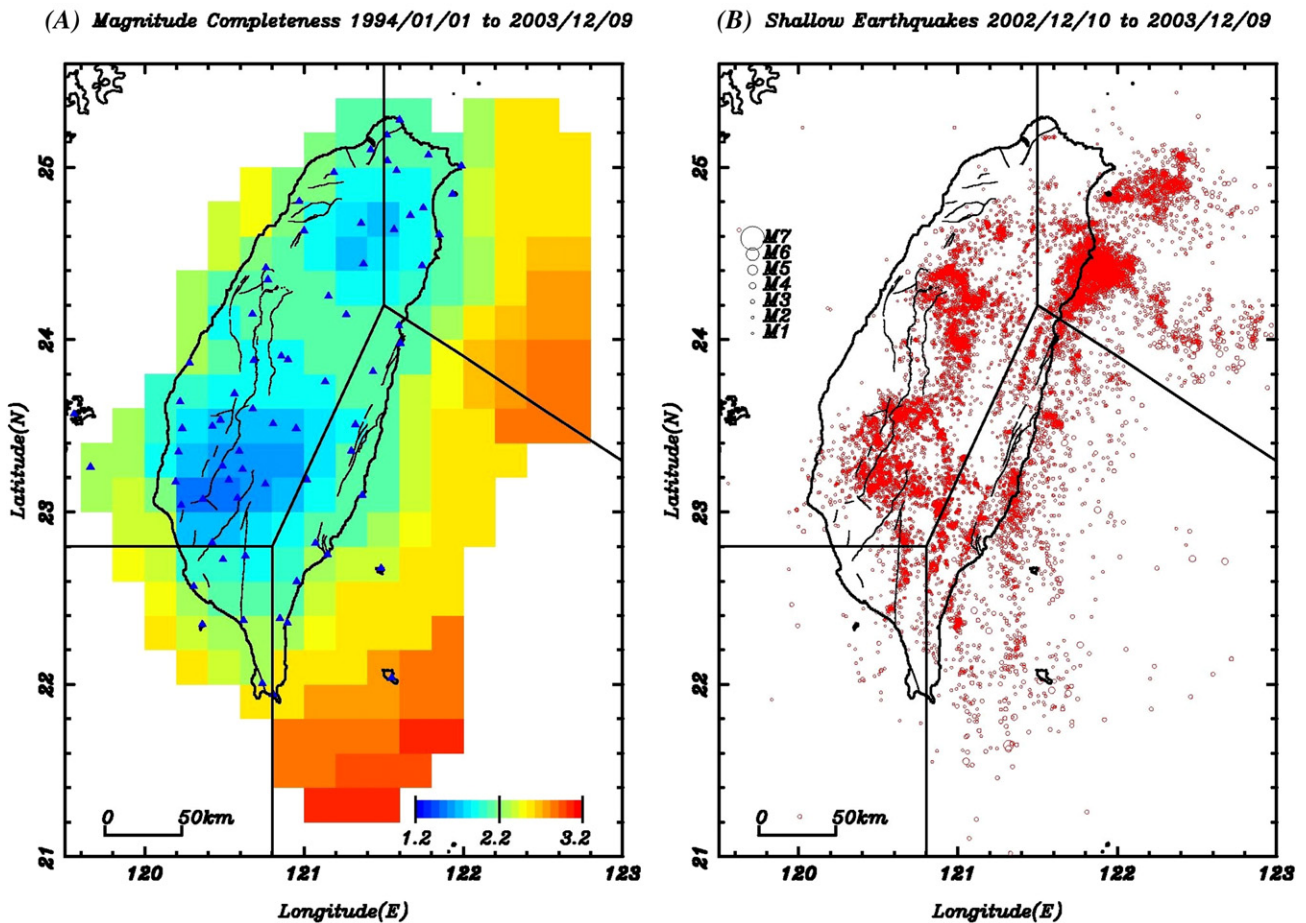 (A) Magnitude Completeness 1994/01/01 to 2003/12/09
25
24
23
22
21
Latitude(N)
0 50km
1.2 2.2 3.2
120 121 122 123
Longitude(E)
(B) Shallow Earthquakes 2002/12/10 to 2003/12/09
25
24
23
22
21
Latitude(N)
M7
M6
M5
M4
M3
M2
M1
0 50km
120 121 122 123
Longitude(E)